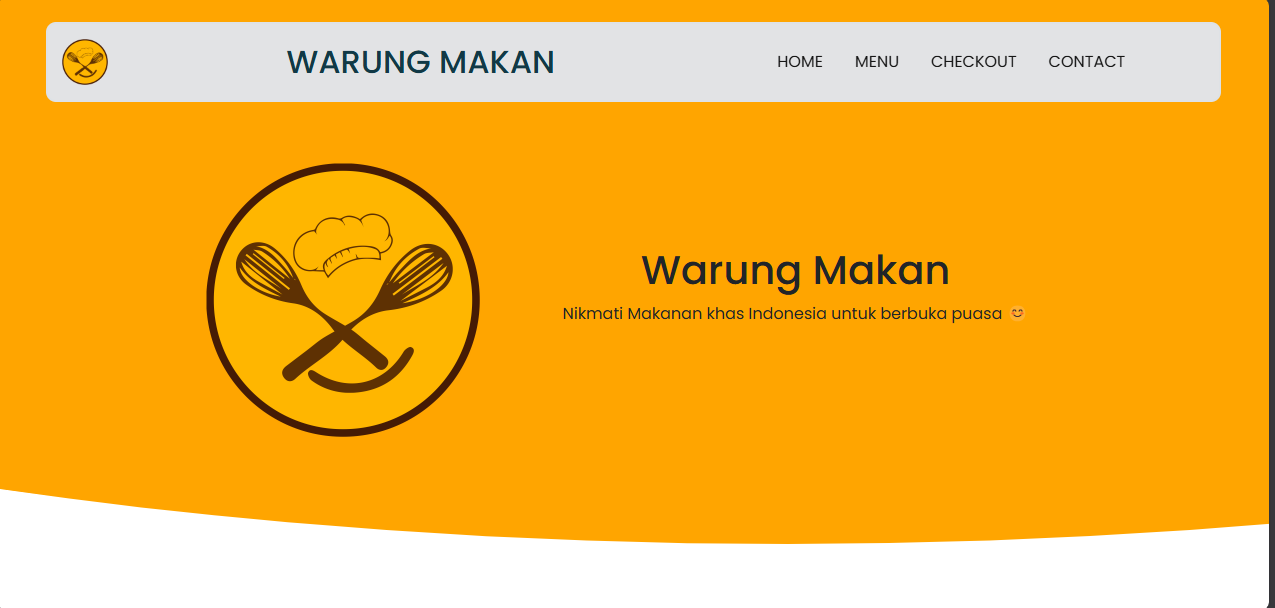 WARUNG MAKAN
HOME MENU CHECKOUT CONTACT
Warung Makan
Nikmati Makanan khas Indonesia untuk berbuka puasa 😊